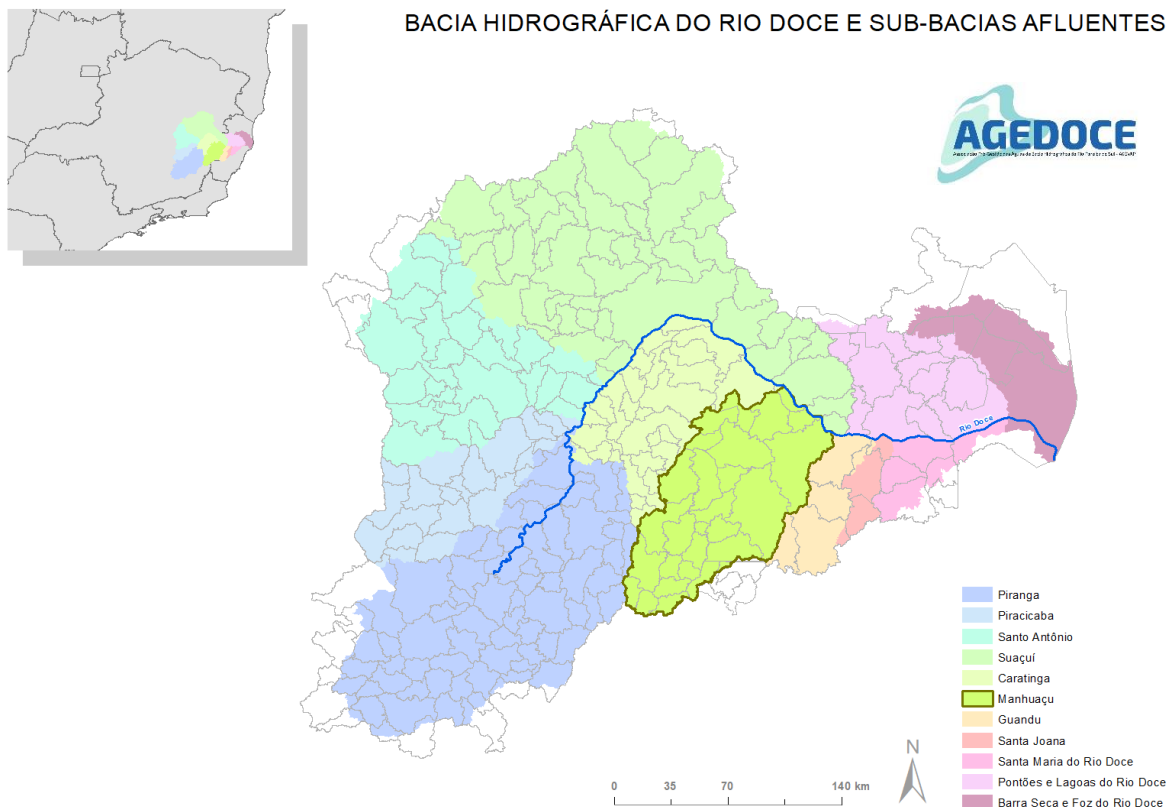 BACIA HIDROGRÁFICA DO RIO DOCE E SUB-BACIAS AFLUENTES
AGEDOCE
Rio Doce
Piranga
Piracicaba
Santo Antônio
Suaçuí
Caratinga
Manhuaçu
Guandu
Santa Joana
Santa Maria do Rio Doce
Pontões e Lagoas do Rio Doce
Barra Seca e Foz do Rio Doce
N
0 35 70 140 km